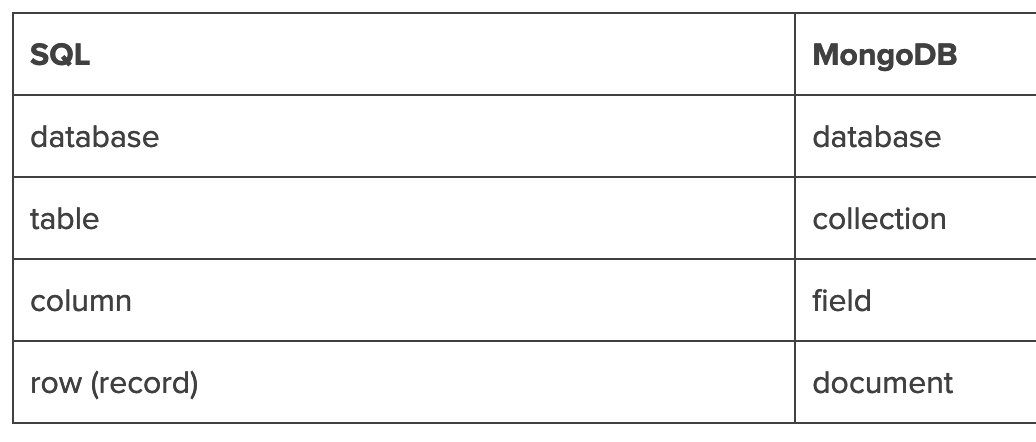 SQL MongoDB
database database
table collection
column field
row (record) document